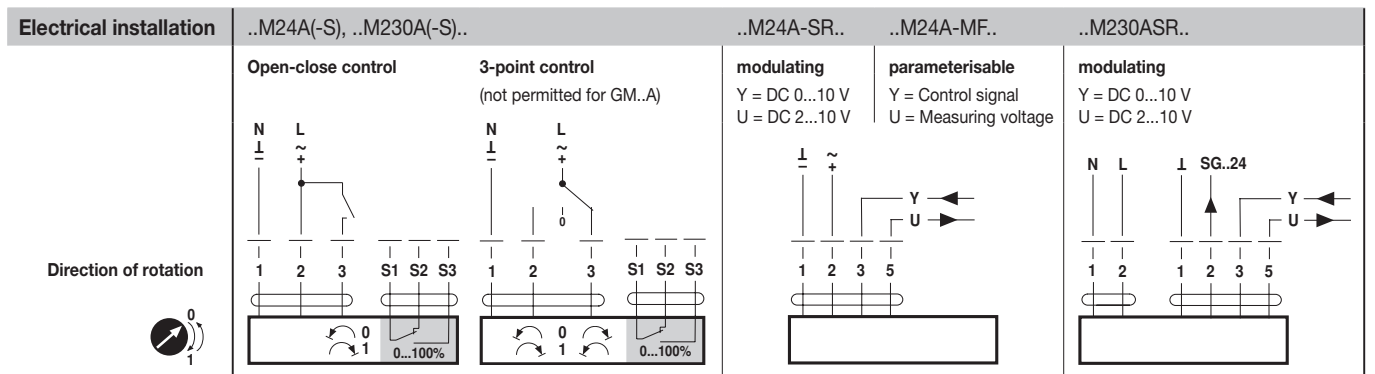 Electrical installation ..M24A(-S), ..M230A(-S).. ..M24A-SR.. ..M24A-MF.. ..M230ASR..
Open-close control 3-point control modulating parameterisable modulating
(not permitted for GM..A) Y = DC 0...10 V Y = Control signal Y = DC 0...10 V
U = DC 2...10 V U = Measuring voltage U = DC 2...10 V
N L N L
⊥ ~ ⊥ ~ ⊥ ~ N L ⊥ SG..24
– + – + – +
0 Y Y
U U
Direction of rotation 1 2 3 S1 S2 S3 1 2 3 S1 S2 S3 1 2 3 5 1 2 1 2 3 5
0 0 0
1 0...100% 1 0...100%
1